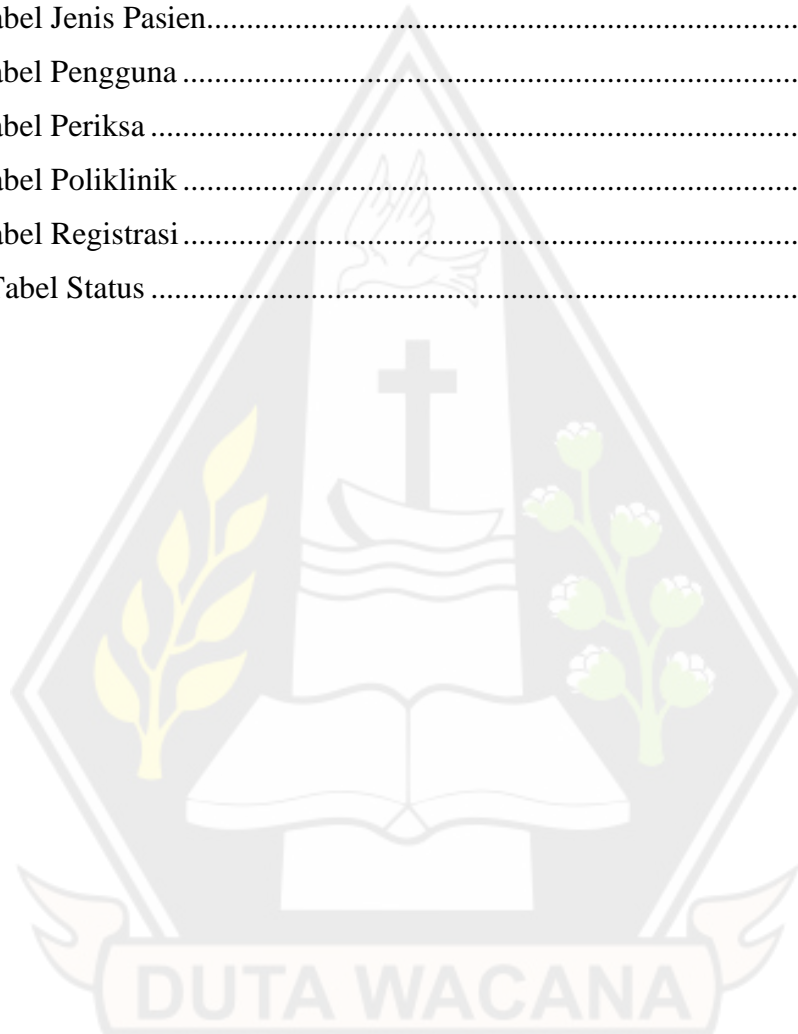 abel Jenis Pasien..............................................................................
abel Pengguna..................................................................................
abel Periksa.......................................................................................
abel Poliklinik..................................................................................
abel Registrasi..................................................................................
Tabel Status......................................................................................
DUTA WACANA